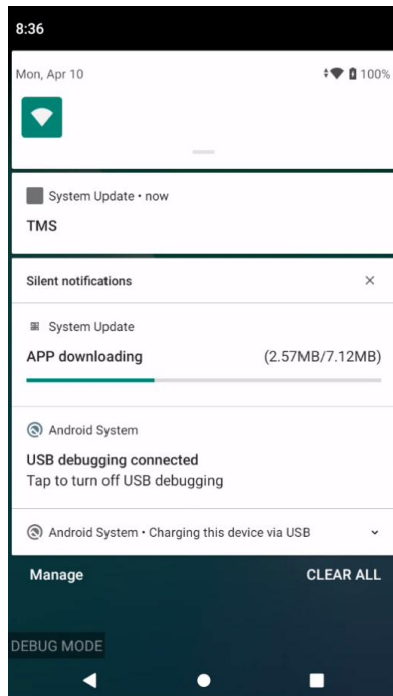 8:36
Mon, Apr 10 100%
System Update • now
TMS
Silent notifications
System Update
APP downloading (2.57MB/7.12MB)
Android System
USB debugging connected
Tap to turn off USB debugging
Android System • Charging this device via USB
Manage CLEAR ALL
DEBUG MODE